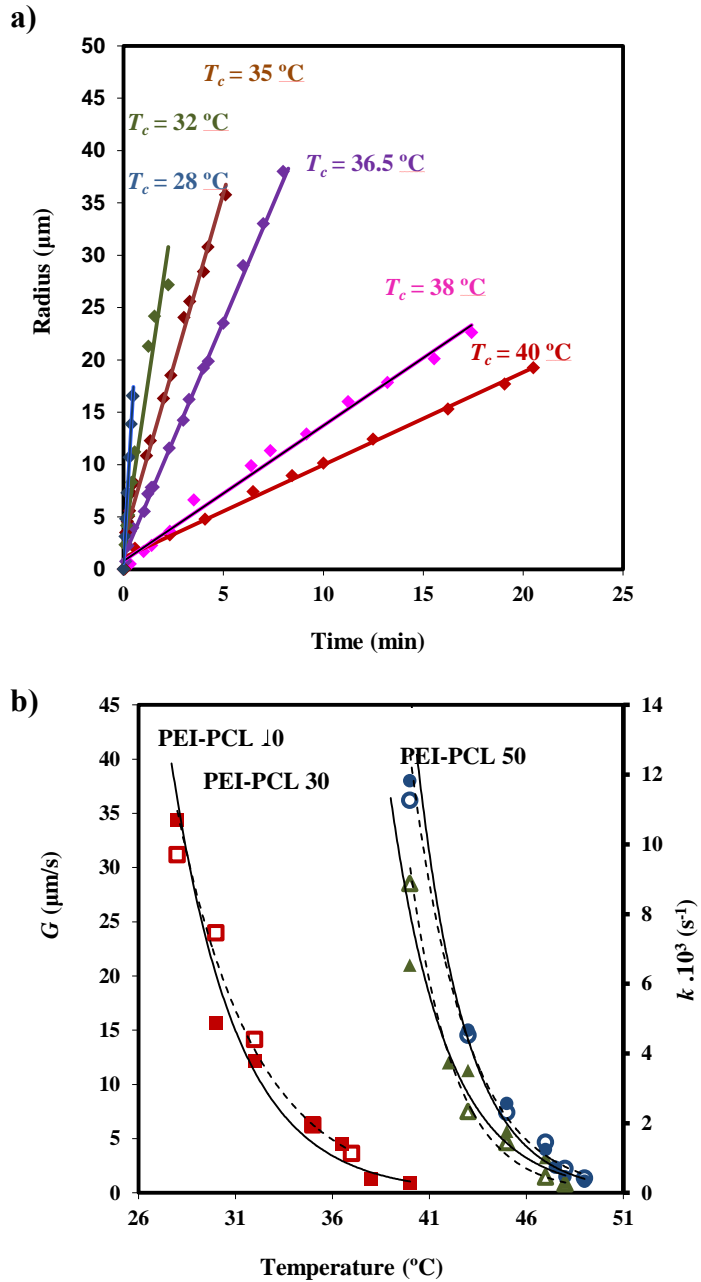 a)
50
45
40
35
30
25
20
15
10
5
0
Radius (µm)
T_c = 35 ºC
T_c = 32 ºC
T_c = 28 ºC
T_c = 36.5 ºC
T_c = 38 ºC
T_c = 40 ºC
0 5 10 15 20 25
Time (min)
b)
45
40
35
30
25
20
15
10
5
0
G (µm/s)
PEI-PCL 10
PEI-PCL 30
PEI-PCL 50
14
12
10
8
6
4
2
0
k .10³ (s⁻¹)
26 31 36 41 46 51
Temperature (ºC)